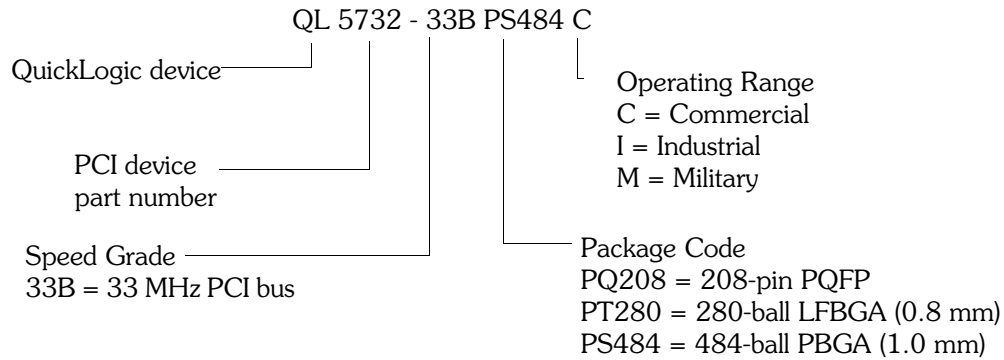 QL 5732 - 33B PS484 C
QuickLogic device
Operating Range
C = Commercial
I = Industrial
M = Military
PCI device
part number
Speed Grade
33B = 33 MHz PCI bus
Package Code
PQ208 = 208-pin PQFP
PT280 = 280-ball LFBGA (0.8 mm)
PS484 = 484-ball PBGA (1.0 mm)